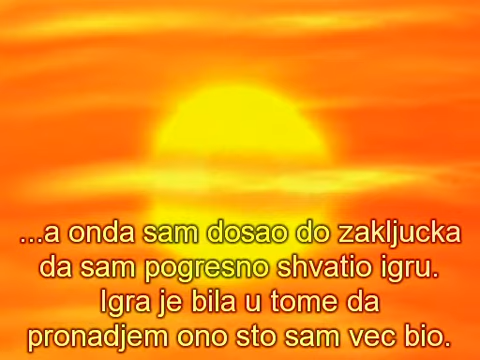 ...a onda sam dosao do zakljucka
da sam pogresno shvatio igru.
Igra je bila u tome da
pronadjem ono sto sam vec bio.